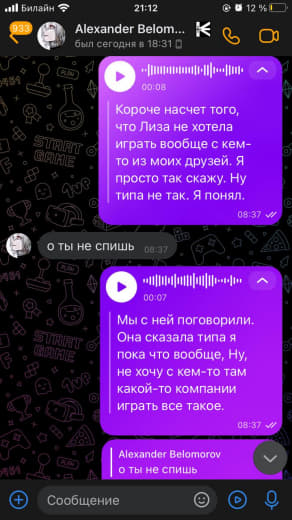 Билайн
21:12
12 %
933
Alexander Belom...
был сегодня в 18:31
00:08
Короче насчет того,
что Лиза не хотела
играть вообще с кем-
то из моих друзей. Я
просто так скажу. Ну
типа не так. Я понял.
08:37
о ты не спишь 08:37
00:07
Мы с ней поговорили.
Она сказала типа я
пока что вообще, Ну,
не хочу с кем-то там
какой-то компании
играть все такое.
08:37
Alexander Belomorov
о ты не спишь
Сообщение
START
GAME